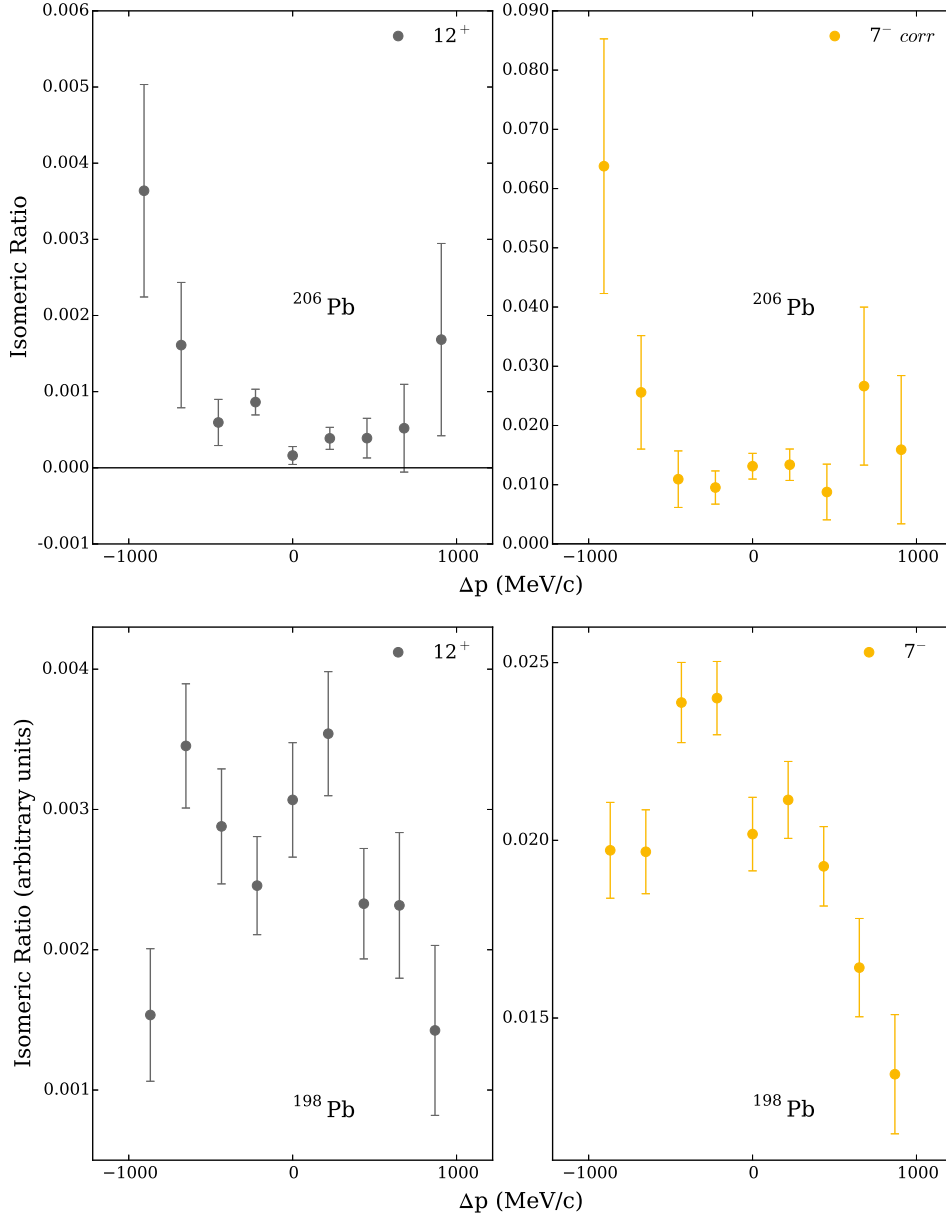 12⁺
0.006
0.005
0.004
0.003
0.002
0.001
0.000
-0.001
Isomeric Ratio
²⁰⁶Pb
−1000 0 1000
Δp (MeV/c)
7⁻ corr
0.090
0.080
0.070
0.060
0.050
0.040
0.030
0.020
0.010
0.000
²⁰⁶Pb
−1000 0 1000
Δp (MeV/c)
12⁺
0.004
0.003
0.002
0.001
Isomeric Ratio (arbitrary units)
¹⁹⁸Pb
−1000 0 1000
Δp (MeV/c)
7⁻
0.025
0.020
0.015
¹⁹⁸Pb
−1000 0 1000
Δp (MeV/c)